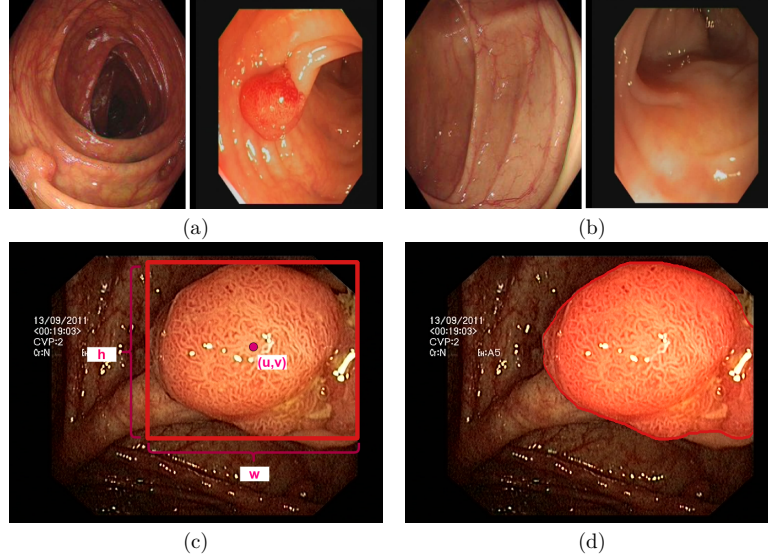 (a)
(b)
13/09/2011
<00:19:03>
CVP:2
h
(u,v)
w
(c)
13/09/2011
<00:19:03>
CVP:2
(d)